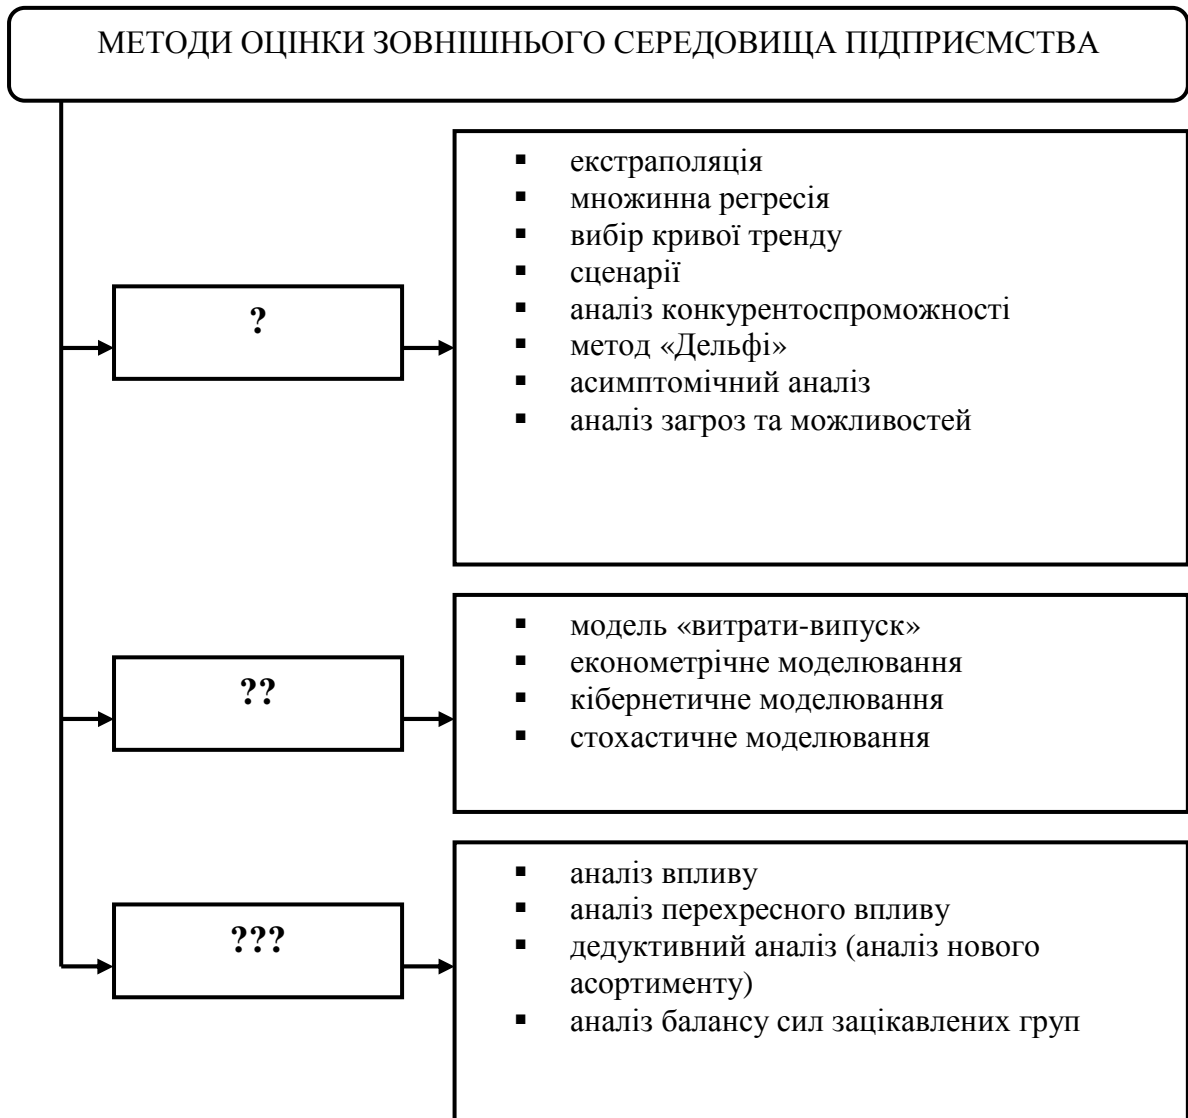 МЕТОДИ ОЦІНКИ ЗОВНІШНЬОГО СЕРЕДОВИЩА ПІДПРИЄМСТВА
▪ екстраполяція
▪ множинна регресія
▪ вибір кривої тренду
▪ сценарії
▪ аналіз конкурентоспроможності
▪ метод «Дельфі»
▪ асимптомічний аналіз
▪ аналіз загроз та можливостей
?
▪ модель «витрати-випуск»
▪ економетрічне моделювання
▪ кібернетичне моделювання
▪ стохастичне моделювання
??
▪ аналіз впливу
▪ аналіз перехресного впливу
▪ дедуктивний аналіз (аналіз нового
асортименту)
▪ аналіз балансу сил зацікавлених груп
???